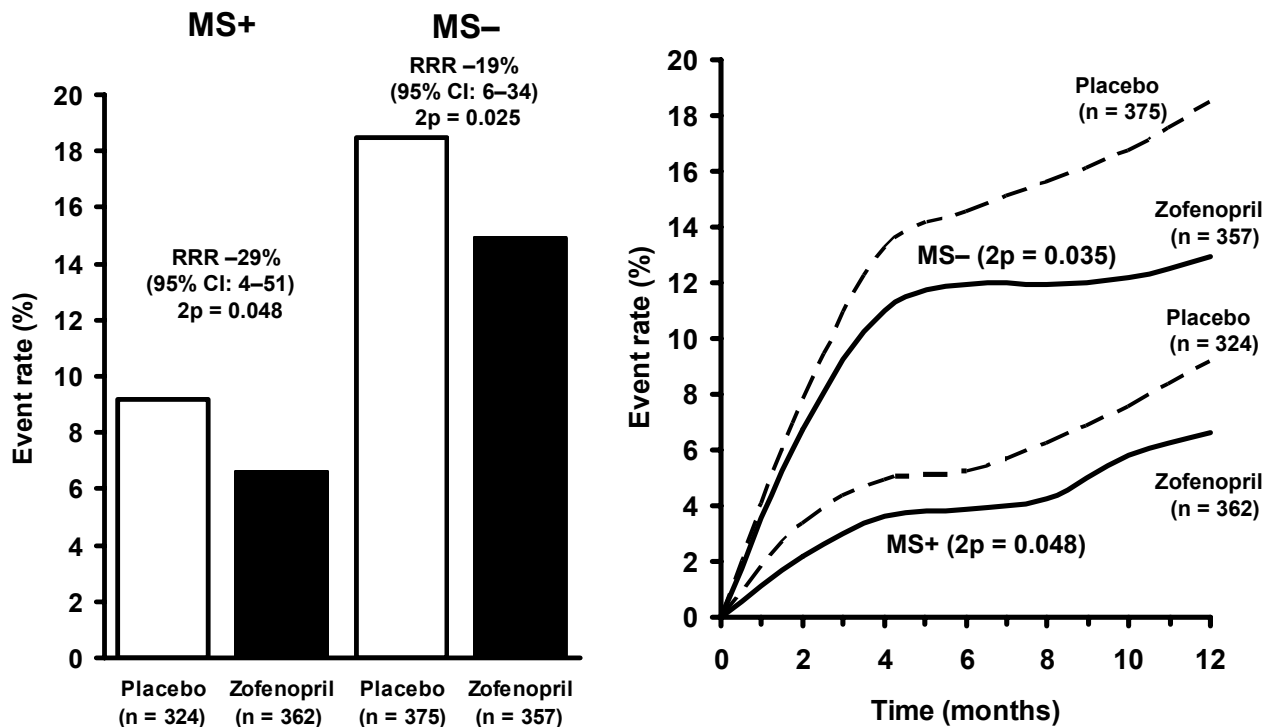 MS+
MS–
RRR –19%
(95% CI: 6–34)
2p = 0.025
RRR –29%
(95% CI: 4–51)
2p = 0.048
Event rate (%)
20
18
16
14
12
10
8
6
4
2
0
Placebo
(n = 324)
Zofenopril
(n = 362)
Placebo
(n = 375)
Zofenopril
(n = 357)
Event rate (%)
20
18
16
14
12
10
8
6
4
2
0
Placebo
(n = 375)
Zofenopril
(n = 357)
MS– (2p = 0.035)
Placebo
(n = 324)
Zofenopril
(n = 362)
MS+ (2p = 0.048)
0 2 4 6 8 10 12
Time (months)